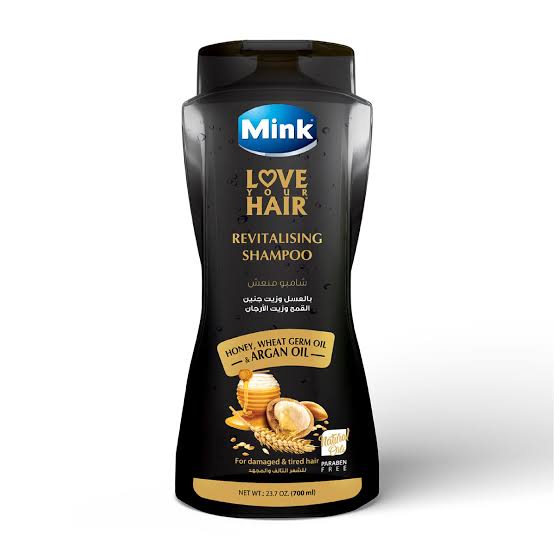 Mink
LOVE
YOUR
HAIR
REVITALISING
SHAMPOO
شامبو منعش
بالعسل وزيت جنين
القمح وزيت الأرجان
HONEY, WHEAT GERM OIL
& ARGAN OIL
Natural
PARABEN
FREE
For damaged & tired hair
للشعر التالف والمجهد
NET WT.: 23.7 OZ. (700 ml)